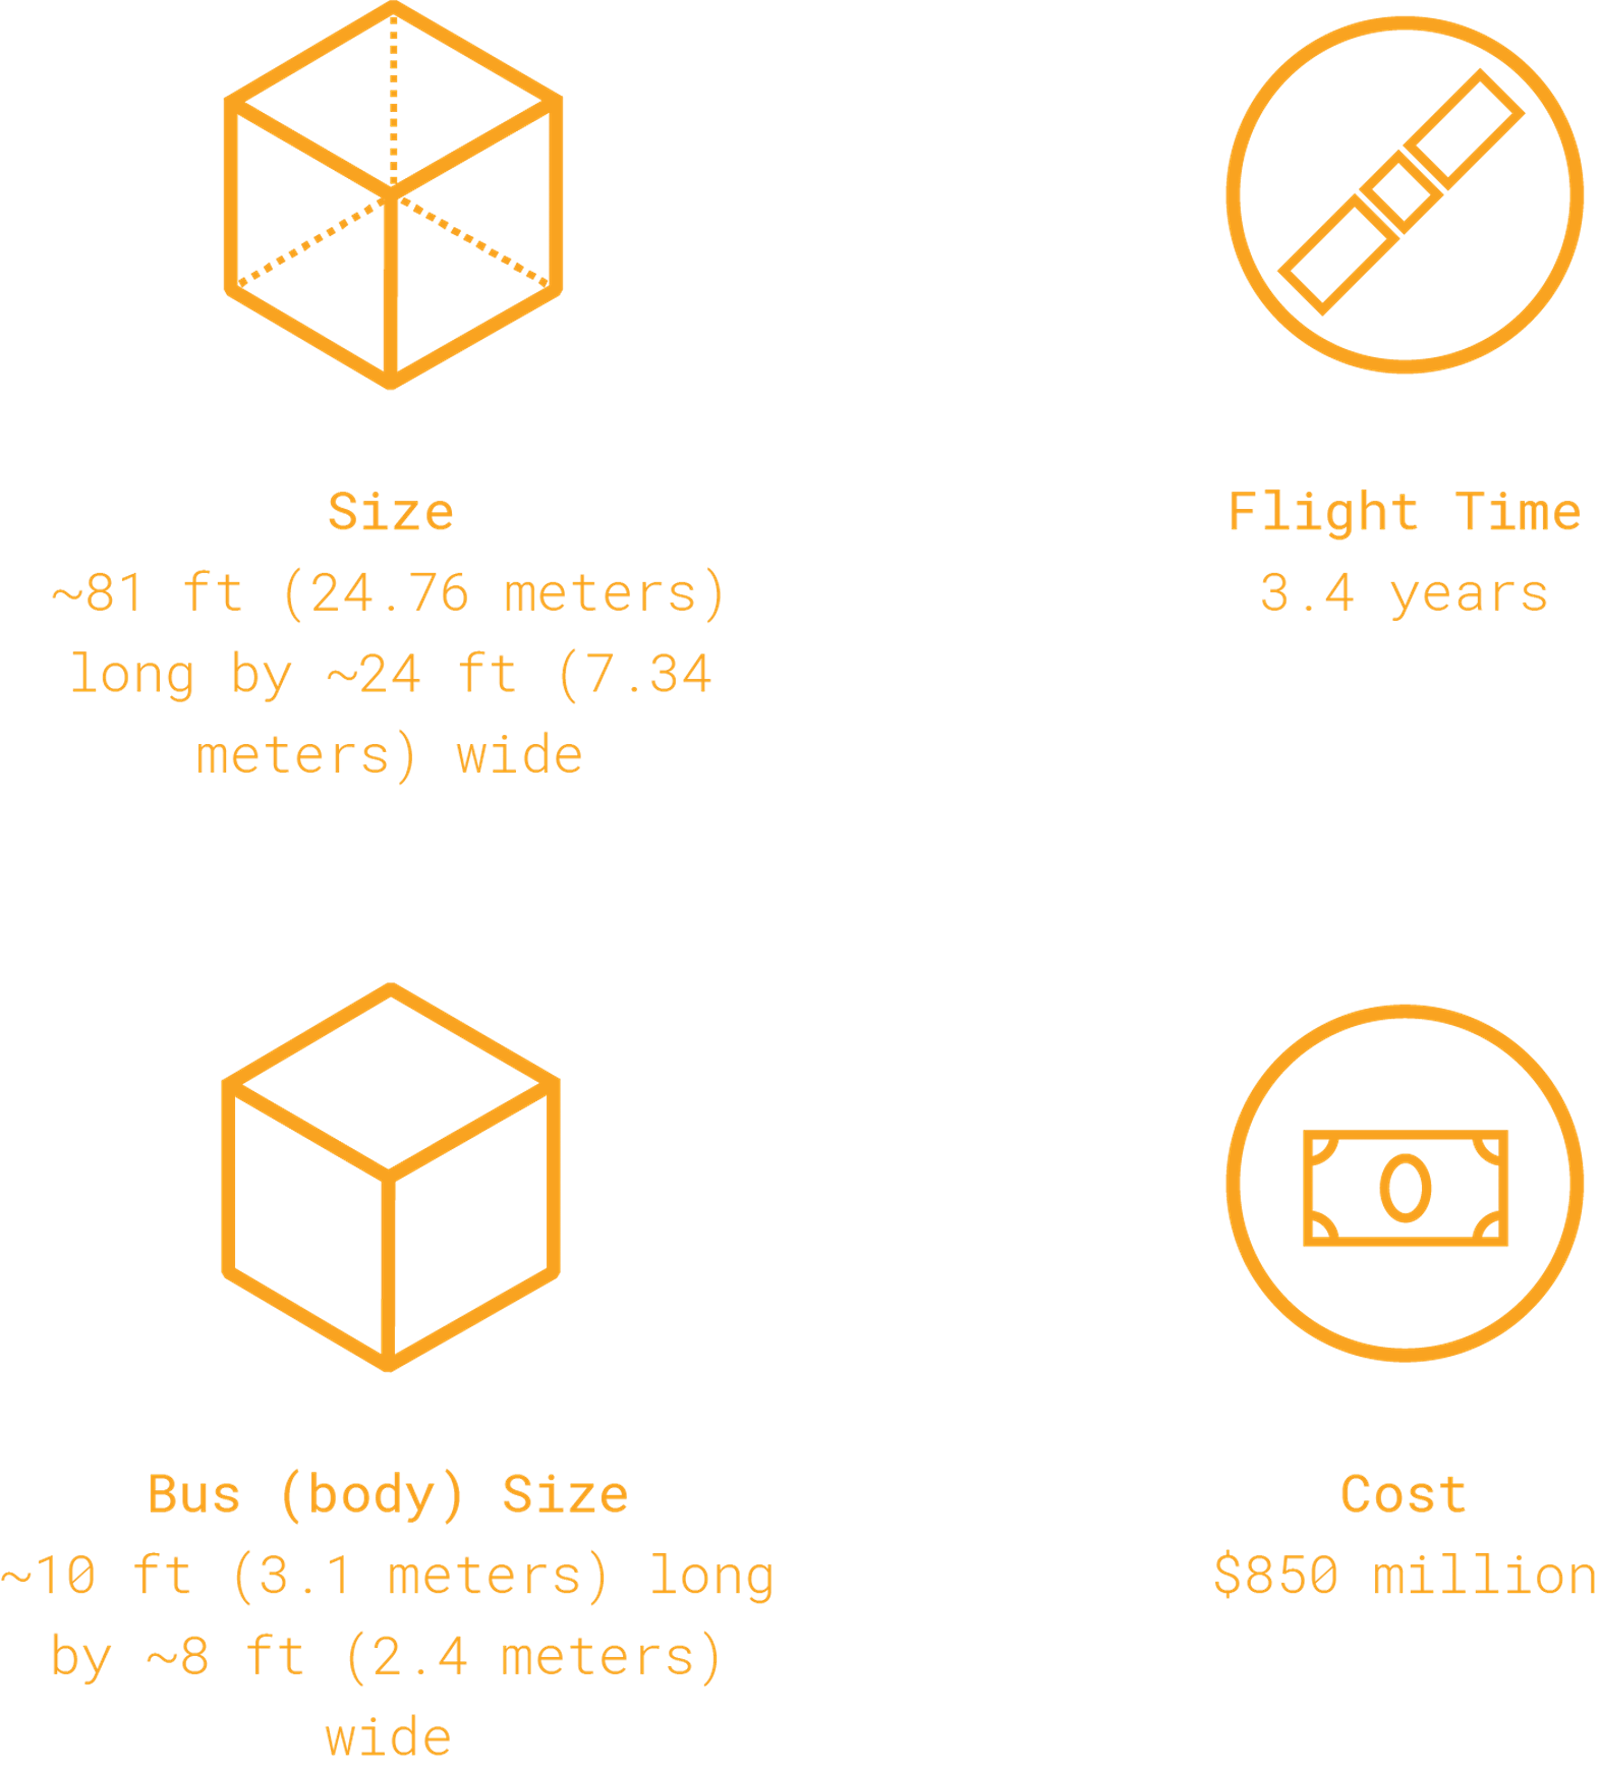 Size
~81 ft (24.76 meters)
long by ~24 ft (7.34
meters) wide
Flight Time
3.4 years
Bus (body) Size
~10 ft (3.1 meters) long
by ~8 ft (2.4 meters)
wide
Cost
$850 million